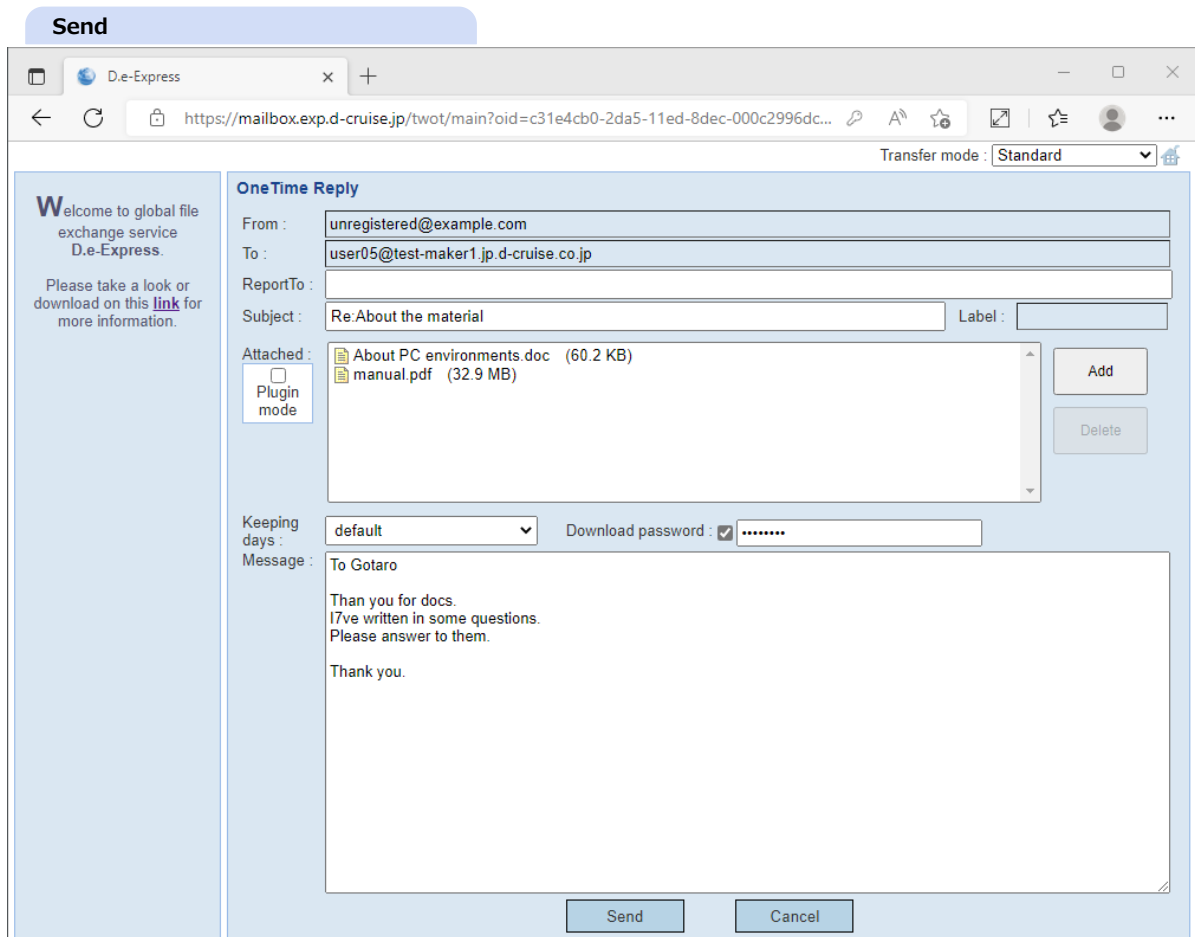 Send
D.e-Express
https://mailbox.exp.d-cruise.jp/twot/main?oid=c31e4cb0-2da5-11ed-8dec-000c2996dc...
Transfer mode : Standard
Welcome to global file
exchange service
D.e-Express.
Please take a look or
download on this link for
more information.
OneTime Reply
From : unregistered@example.com
To : user05@test-maker1.jp.d-cruise.co.jp
ReportTo :
Subject : Re:About the material Label :
Attached : About PC environments.doc (60.2 KB)
manual.pdf (32.9 MB)
Plugin
mode
Add
Delete
Keeping
days : default Download password : ••••••••
Message : To Gotaro
Than you for docs.
I7ve written in some questions.
Please answer to them.
Thank you.
Send Cancel